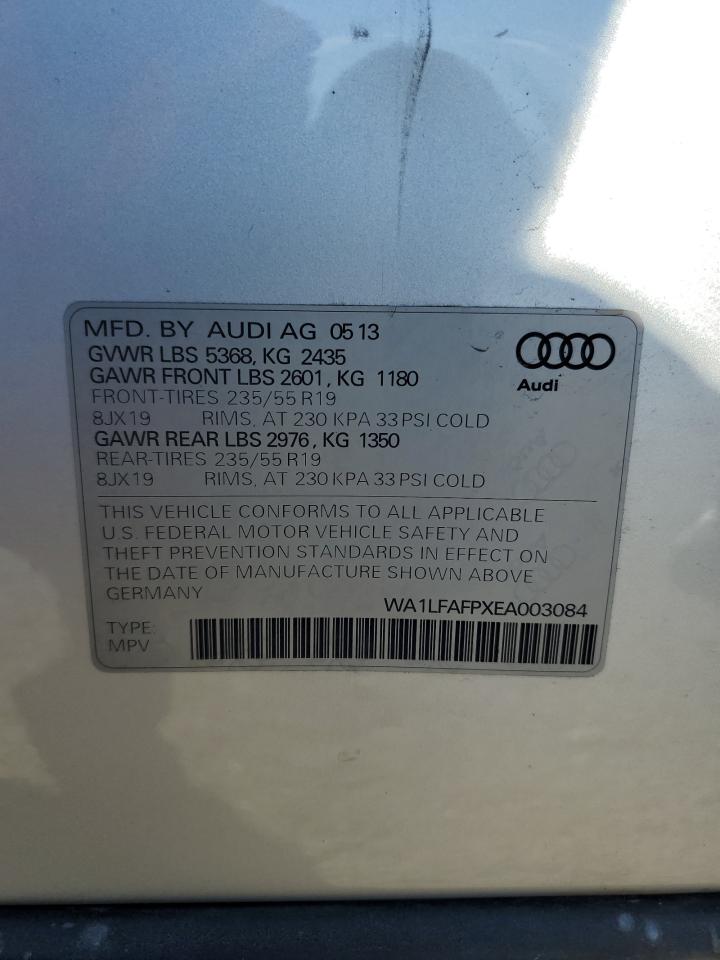 MFD. BY AUDI AG 05 13
GVWR LBS 5368, KG 2435
GAWR FRONT LBS 2601, KG 1180
FRONT-TIRES 235/55 R19
8JX19 RIMS, AT 230 KPA 33 PSI COLD
GAWR REAR LBS 2976, KG 1350
REAR-TIRES 235/55 R19
8JX19 RIMS, AT 230 KPA 33 PSI COLD
Audi
THIS VEHICLE CONFORMS TO ALL APPLICABLE
U.S. FEDERAL MOTOR VEHICLE SAFETY AND
THEFT PREVENTION STANDARDS IN EFFECT ON
THE DATE OF MANUFACTURE SHOWN ABOVE
GERMANY
WA1LFAFPXEA003084
TYPE:
MPV